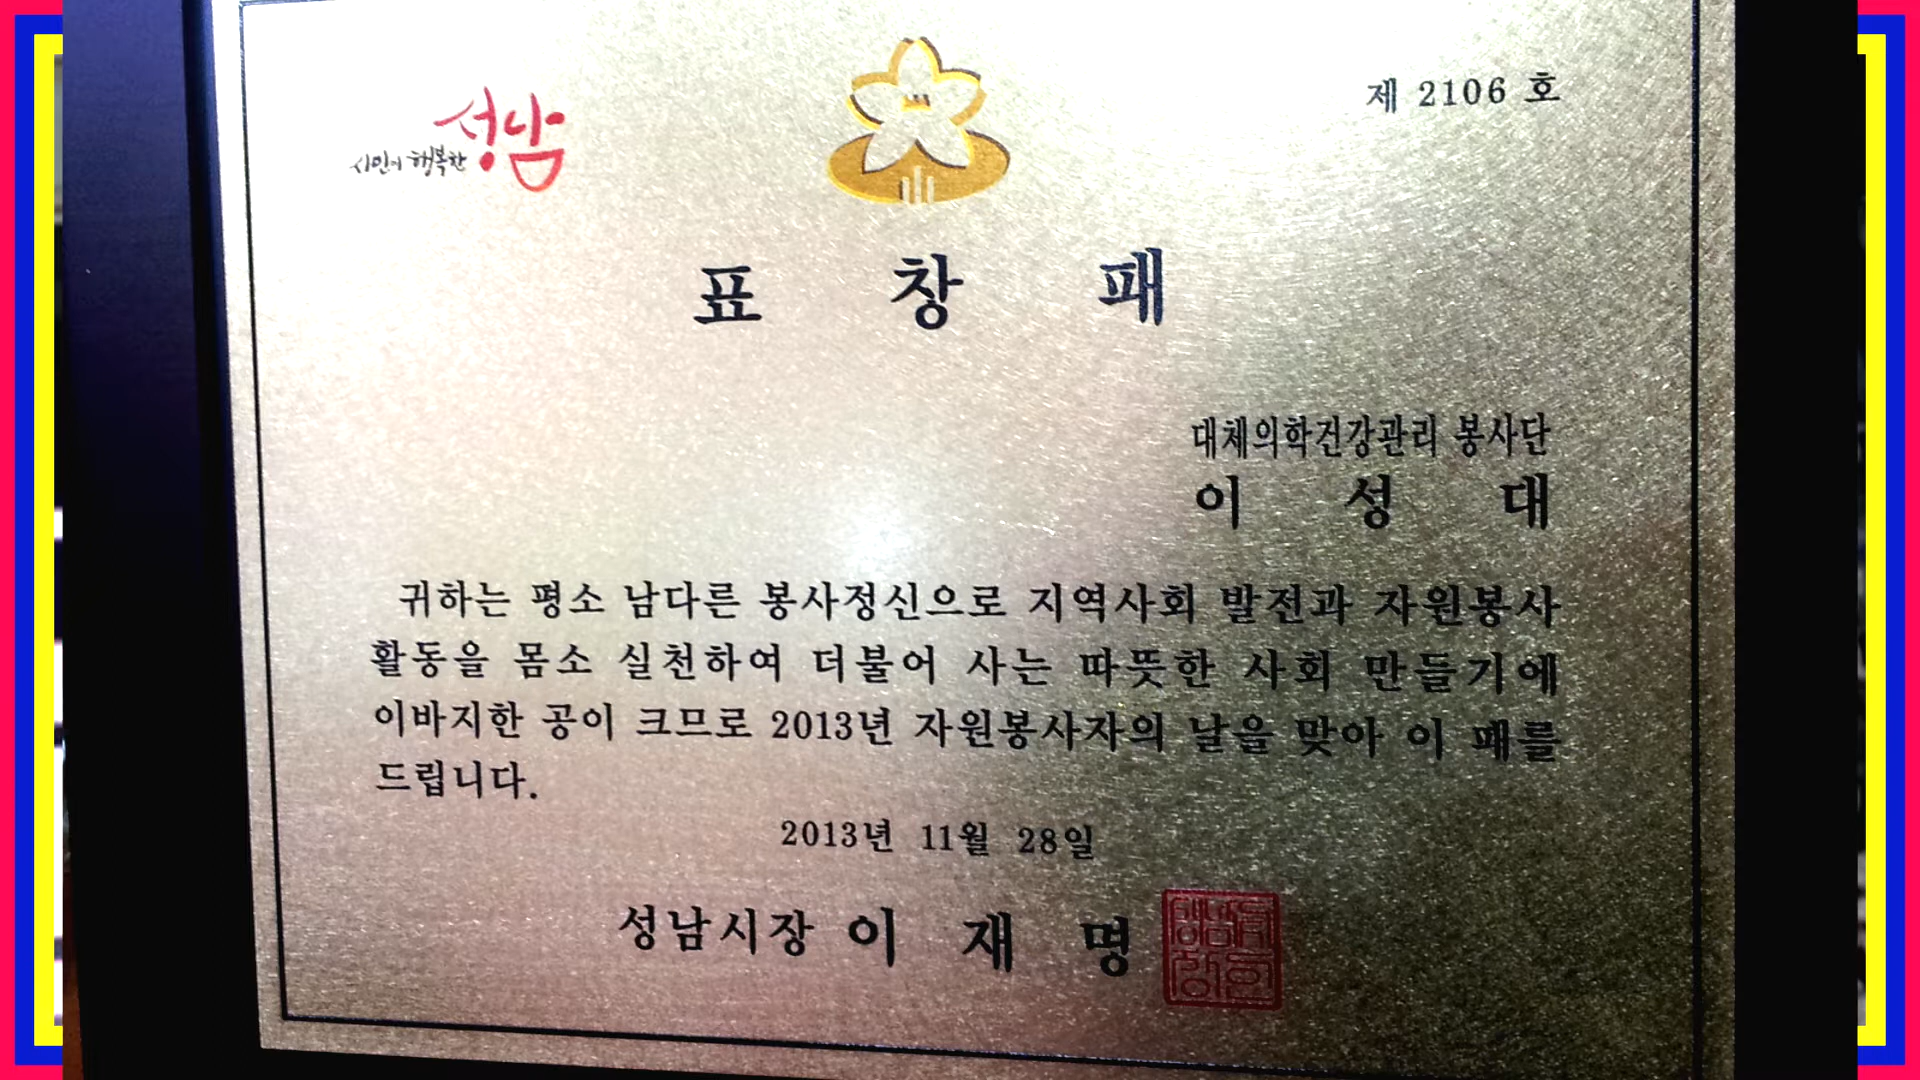 시민이 행복한 성남
제 2106 호
표 창 패
대체의학건강관리 봉사단
이 성 대
귀하는 평소 남다른 봉사정신으로 지역사회 발전과 자원봉사
활동을 몸소 실천하여 더불어 사는 따뜻한 사회 만들기에
이바지한 공이 크므로 2013년 자원봉사자의 날을 맞아 이 패를
드립니다.
2013년 11월 28일
성남시장 이 재 명